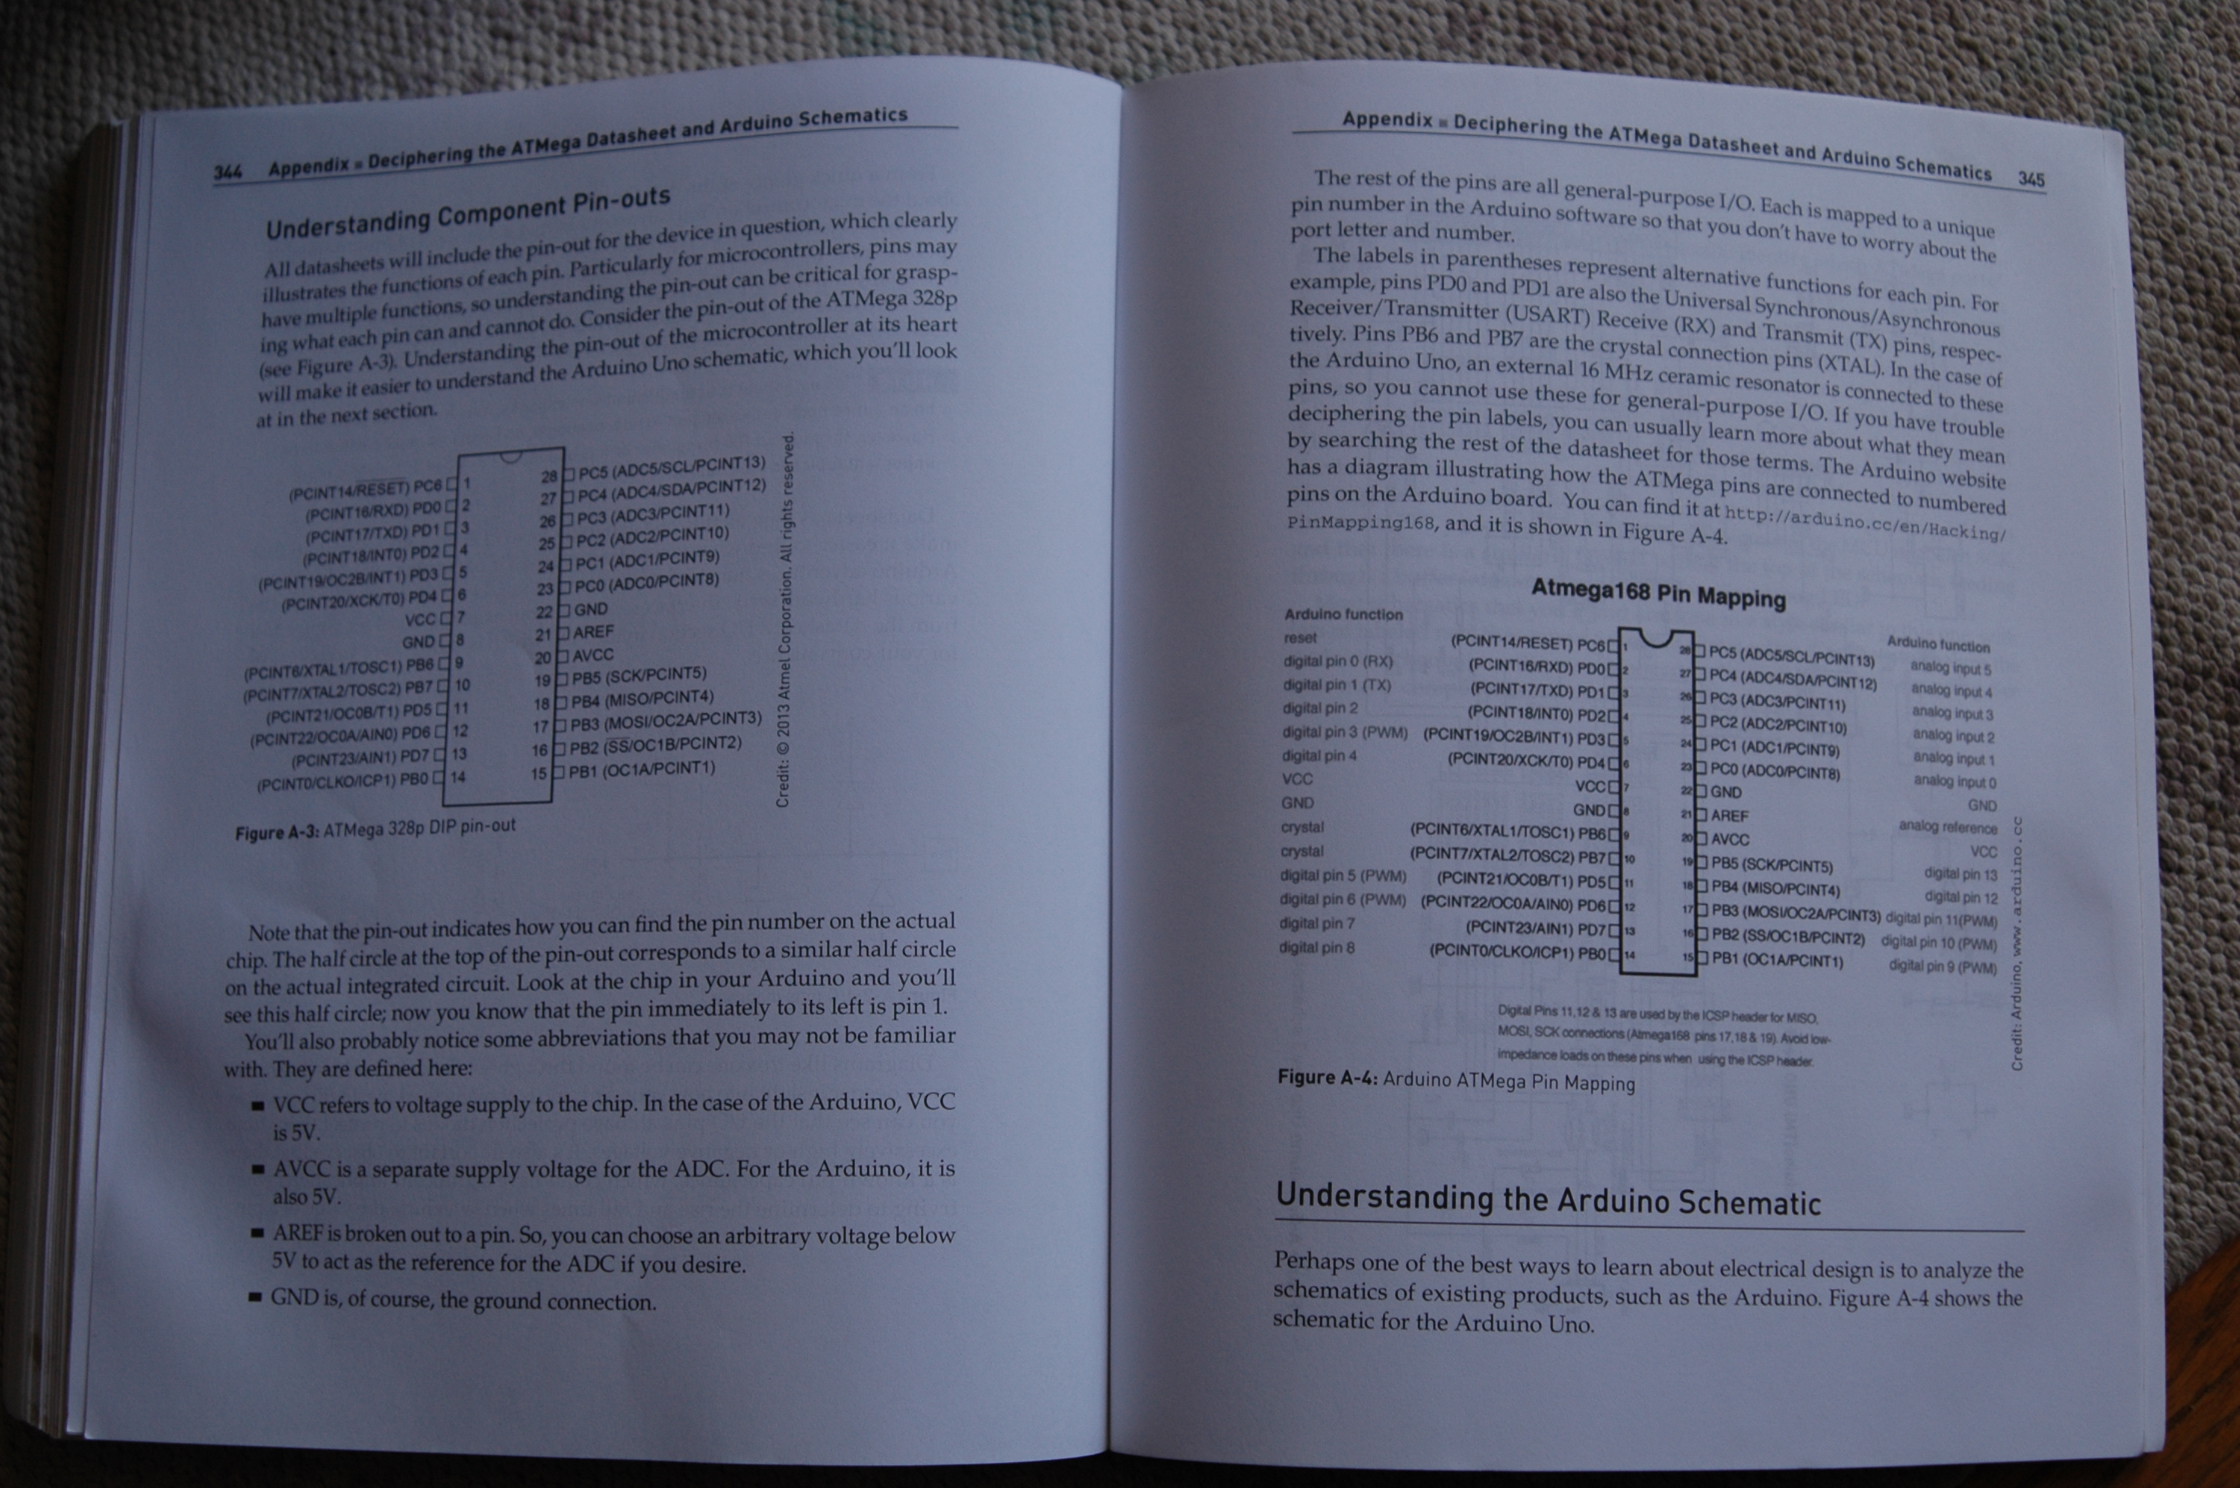 344 Appendix ■ Deciphering the ATMega Datasheet and Arduino Schematics
Understanding Component Pin-outs
All datasheets will include the pin-out for the device in question, which clearly
illustrates the functions of each pin. Particularly for microcontrollers, pins may
have multiple functions, so understanding the pin-out can be critical for grasp-
ing what each pin can and cannot do. Consider the pin-out of the ATMega 328p
(see Figure A-3). Understanding the pin-out of the microcontroller at its heart
will make it easier to understand the Arduino Uno schematic, which you'll look
at in the next section.
(PCINT14/RESET) PC6 1 28 PC5 (ADC5/SCL/PCINT13)
(PCINT16/RXD) PD0 2 27 PC4 (ADC4/SDA/PCINT12)
(PCINT17/TXD) PD1 3 26 PC3 (ADC3/PCINT11)
(PCINT18/INT0) PD2 4 25 PC2 (ADC2/PCINT10)
(PCINT19/OC2B/INT1) PD3 5 24 PC1 (ADC1/PCINT9)
(PCINT20/XCK/T0) PD4 6 23 PC0 (ADC0/PCINT8)
VCC 7 22 GND
GND 8 21 AREF
(PCINT6/XTAL1/TOSC1) PB6 9 20 AVCC
(PCINT7/XTAL2/TOSC2) PB7 10 19 PB5 (SCK/PCINT5)
(PCINT21/OC0B/T1) PD5 11 18 PB4 (MISO/PCINT4)
(PCINT22/OC0A/AIN0) PD6 12 17 PB3 (MOSI/OC2A/PCINT3)
(PCINT23/AIN1) PD7 13 16 PB2 (SS/OC1B/PCINT2)
(PCINT0/CLKO/ICP1) PB0 14 15 PB1 (OC1A/PCINT1)
Credit: © 2013 Atmel Corporation. All rights reserved.
Figure A-3: ATMega 328p DIP pin-out
Note that the pin-out indicates how you can find the pin number on the actual
chip. The half circle at the top of the pin-out corresponds to a similar half circle
on the actual integrated circuit. Look at the chip in your Arduino and you'll
see this half circle; now you know that the pin immediately to its left is pin 1.
You'll also probably notice some abbreviations that you may not be familiar
with. They are defined here:
■ VCC refers to voltage supply to the chip. In the case of the Arduino, VCC
is 5V.
■ AVCC is a separate supply voltage for the ADC. For the Arduino, it is
also 5V.
■ AREF is broken out to a pin. So, you can choose an arbitrary voltage below
5V to act as the reference for the ADC if you desire.
■ GND is, of course, the ground connection.
Appendix ■ Deciphering the ATMega Datasheet and Arduino Schematics 345
The rest of the pins are all general-purpose I/O. Each is mapped to a unique
pin number in the Arduino software so that you don't have to worry about the
port letter and number.
The labels in parentheses represent alternative functions for each pin. For
example, pins PD0 and PD1 are also the Universal Synchronous/Asynchronous
Receiver/Transmitter (USART) Receive (RX) and Transmit (TX) pins, respec-
tively. Pins PB6 and PB7 are the crystal connection pins (XTAL). In the case of
the Arduino Uno, an external 16 MHz ceramic resonator is connected to these
pins, so you cannot use these for general-purpose I/O. If you have trouble
deciphering the pin labels, you can usually learn more about what they mean
by searching the rest of the datasheet for those terms. The Arduino website
has a diagram illustrating how the ATMega pins are connected to numbered
pins on the Arduino board. You can find it at http://arduino.cc/en/Hacking/
PinMapping168, and it is shown in Figure A-4.
Atmega168 Pin Mapping
Arduino function Arduino function
reset (PCINT14/RESET) PC6 1 28 PC5 (ADC5/SCL/PCINT13) analog input 5
digital pin 0 (RX) (PCINT16/RXD) PD0 2 27 PC4 (ADC4/SDA/PCINT12) analog input 4
digital pin 1 (TX) (PCINT17/TXD) PD1 3 26 PC3 (ADC3/PCINT11) analog input 3
digital pin 2 (PCINT18/INT0) PD2 4 25 PC2 (ADC2/PCINT10) analog input 2
digital pin 3 (PWM) (PCINT19/OC2B/INT1) PD3 5 24 PC1 (ADC1/PCINT9) analog input 1
digital pin 4 (PCINT20/XCK/T0) PD4 6 23 PC0 (ADC0/PCINT8) analog input 0
VCC VCC 7 22 GND GND
GND GND 8 21 AREF analog reference
crystal (PCINT6/XTAL1/TOSC1) PB6 9 20 AVCC VCC
crystal (PCINT7/XTAL2/TOSC2) PB7 10 19 PB5 (SCK/PCINT5) digital pin 13
digital pin 5 (PWM) (PCINT21/OC0B/T1) PD5 11 18 PB4 (MISO/PCINT4) digital pin 12
digital pin 6 (PWM) (PCINT22/OC0A/AIN0) PD6 12 17 PB3 (MOSI/OC2A/PCINT3) digital pin 11(PWM)
digital pin 7 (PCINT23/AIN1) PD7 13 16 PB2 (SS/OC1B/PCINT2) digital pin 10 (PWM)
digital pin 8 (PCINT0/CLKO/ICP1) PB0 14 15 PB1 (OC1A/PCINT1) digital pin 9 (PWM)
Digital Pins 11,12 & 13 are used by the ICSP header for MISO,
MOSI, SCK connections (Atmega168 pins 17,18 & 19). Avoid low-
impedance loads on these pins when using the ICSP header.
Credit: Arduino, www.arduino.cc
Figure A-4: Arduino ATMega Pin Mapping
Understanding the Arduino Schematic
Perhaps one of the best ways to learn about electrical design is to analyze the
schematics of existing products, such as the Arduino. Figure A-4 shows the
schematic for the Arduino Uno.